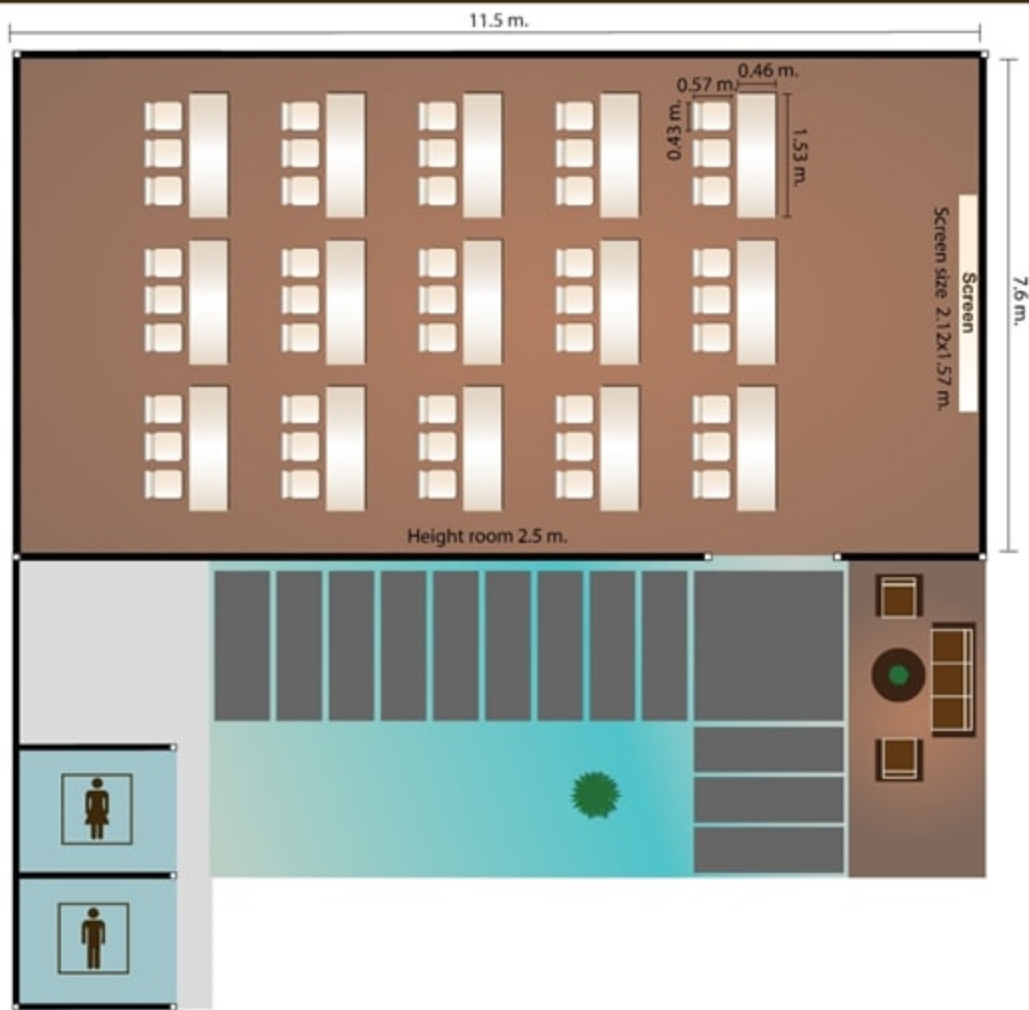 11.5 m.
0.46 m.
0.57 m.
0.43 m.
1.53 m.
Screen
Screen size 2.12x1.57 m.
7.6 m.
Height room 2.5 m.